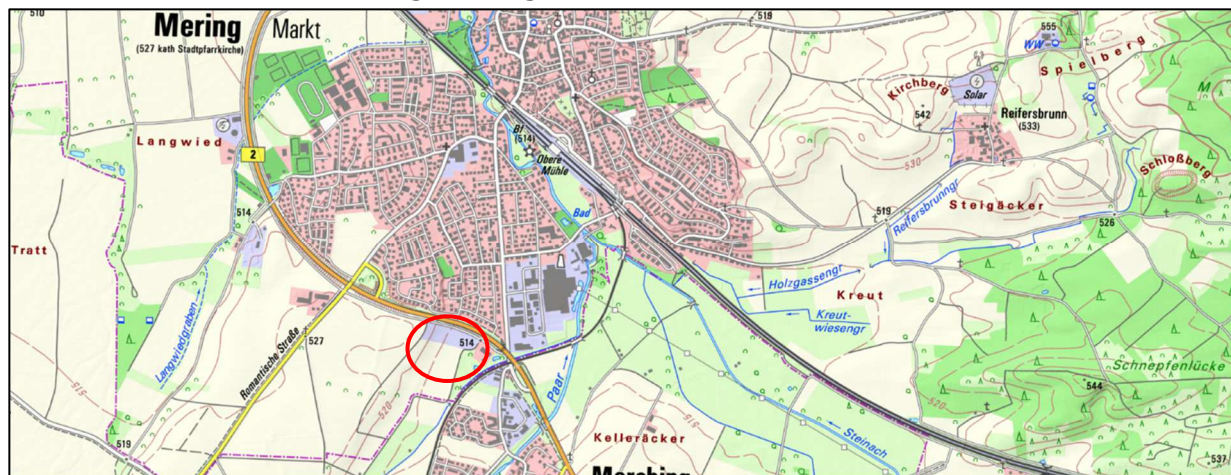 510
Mering
(527 kath Stadtpfarrkirche)
Markt
519
555
WW
Spielberg
Kirchberg
Solar
542
Reifersbrunn
(533)
Langwied
2
Bf
(514)
Obere
Mühle
530
Schloßberg
Bad
Steigäcker
514
519
526
Reifersbrunngr
Tratt
Holzgassengr
Kreut
Kreut-
wiesengr
Langwiedgraben
Romantische Straße
527
514
Schnepfenlücke
515
520
Paar
544
520
Kelleräcker
Steinach
519
537
Merching